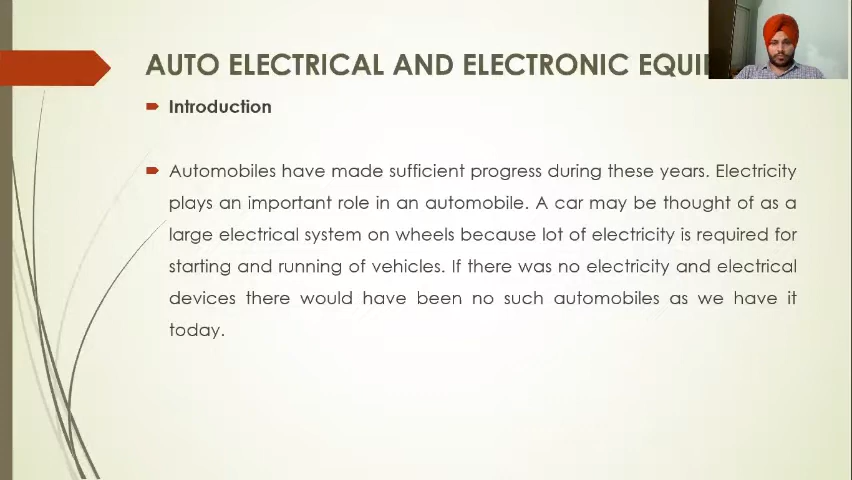 AUTO ELECTRICAL AND ELECTRONIC
Introduction
Automobiles have made sufficient progress during these years. Electricity
plays an important role in an automobile. A car may be thought of as a
large electrical system on wheels because lot of electricity is required for
starting and running of vehicles. If there was no electricity and electrical
devices there would have been no such automobiles as we have it
today.